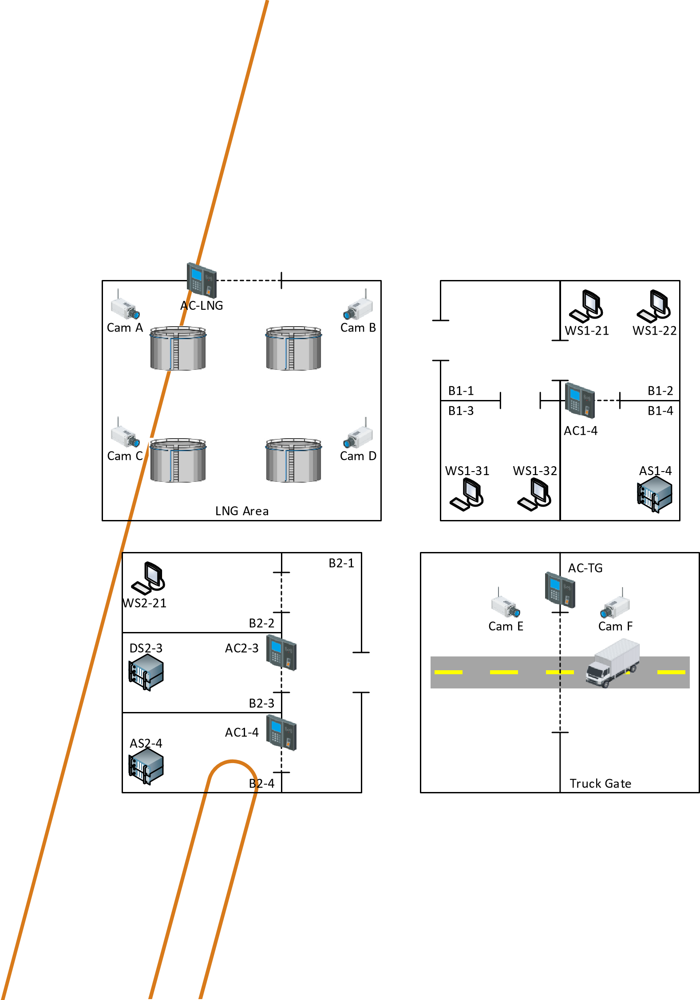 AC-LNG
Cam A
Cam B
Cam C
Cam D
LNG Area
WS1-21
WS1-22
B1-1
B1-2
B1-3
B1-4
AC1-4
WS1-31
WS1-32
AS1-4
B2-1
WS2-21
B2-2
DS2-3
AC2-3
B2-3
AC1-4
AS2-4
B2-4
AC-TG
Cam E
Cam F
Truck Gate